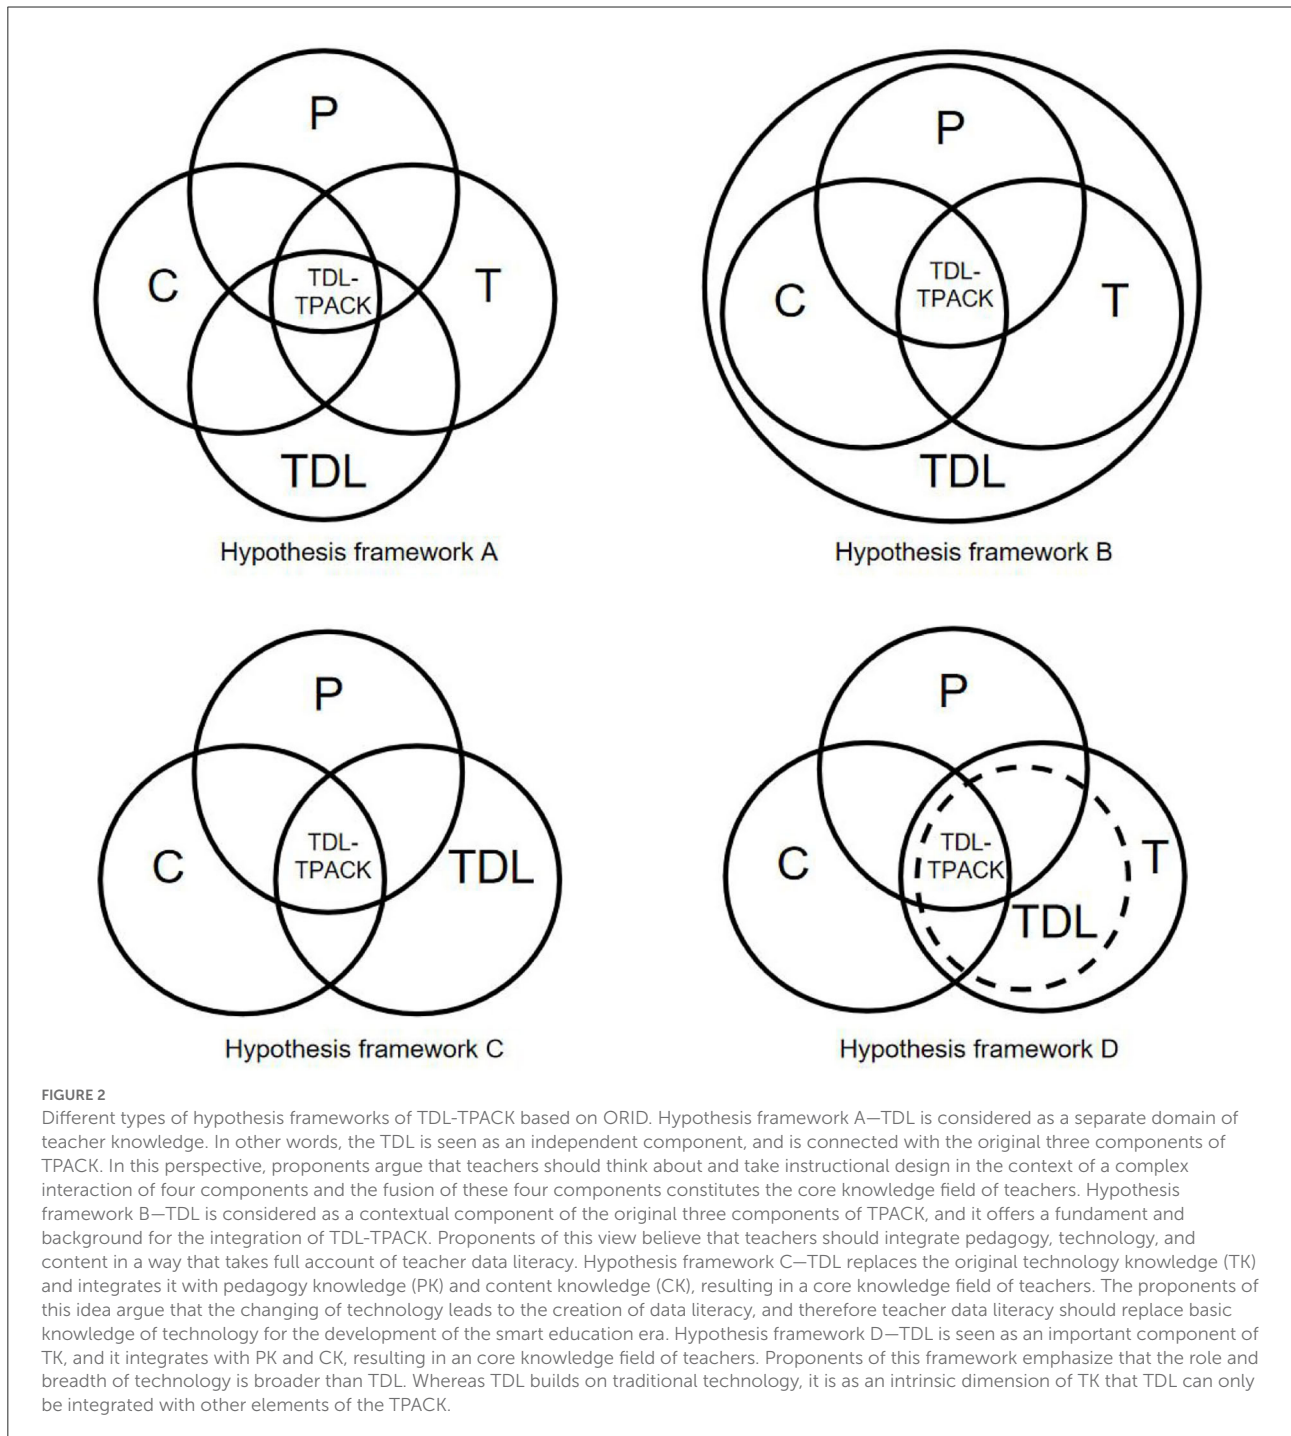 P
P
C
TDL-
TPACK
T
C
TDL-
TPACK
T
TDL
TDL
Hypothesis framework A
Hypothesis framework B
P
P
C
TDL-
TPACK
TDL
C
TDL-
TPACK
T
TDL
Hypothesis framework C
Hypothesis framework D
FIGURE 2
Different types of hypothesis frameworks of TDL-TPACK based on ORID. Hypothesis framework A—TDL is considered as a separate domain of
teacher knowledge. In other words, the TDL is seen as an independent component, and is connected with the original three components of
TPACK. In this perspective, proponents argue that teachers should think about and take instructional design in the context of a complex
interaction of four components and the fusion of these four components constitutes the core knowledge field of teachers. Hypothesis
framework B—TDL is considered as a contextual component of the original three components of TPACK, and it offers a fundament and
background for the integration of TDL-TPACK. Proponents of this view believe that teachers should integrate pedagogy, technology, and
content in a way that takes full account of teacher data literacy. Hypothesis framework C—TDL replaces the original technology knowledge (TK)
and integrates it with pedagogy knowledge (PK) and content knowledge (CK), resulting in a core knowledge field of teachers. The proponents of
this idea argue that the changing of technology leads to the creation of data literacy, and therefore teacher data literacy should replace basic
knowledge of technology for the development of the smart education era. Hypothesis framework D—TDL is seen as an important component of
TK, and it integrates with PK and CK, resulting in an core knowledge field of teachers. Proponents of this framework emphasize that the role and
breadth of technology is broader than TDL. Whereas TDL builds on traditional technology, it is as an intrinsic dimension of TK that TDL can only
be integrated with other elements of the TPACK.